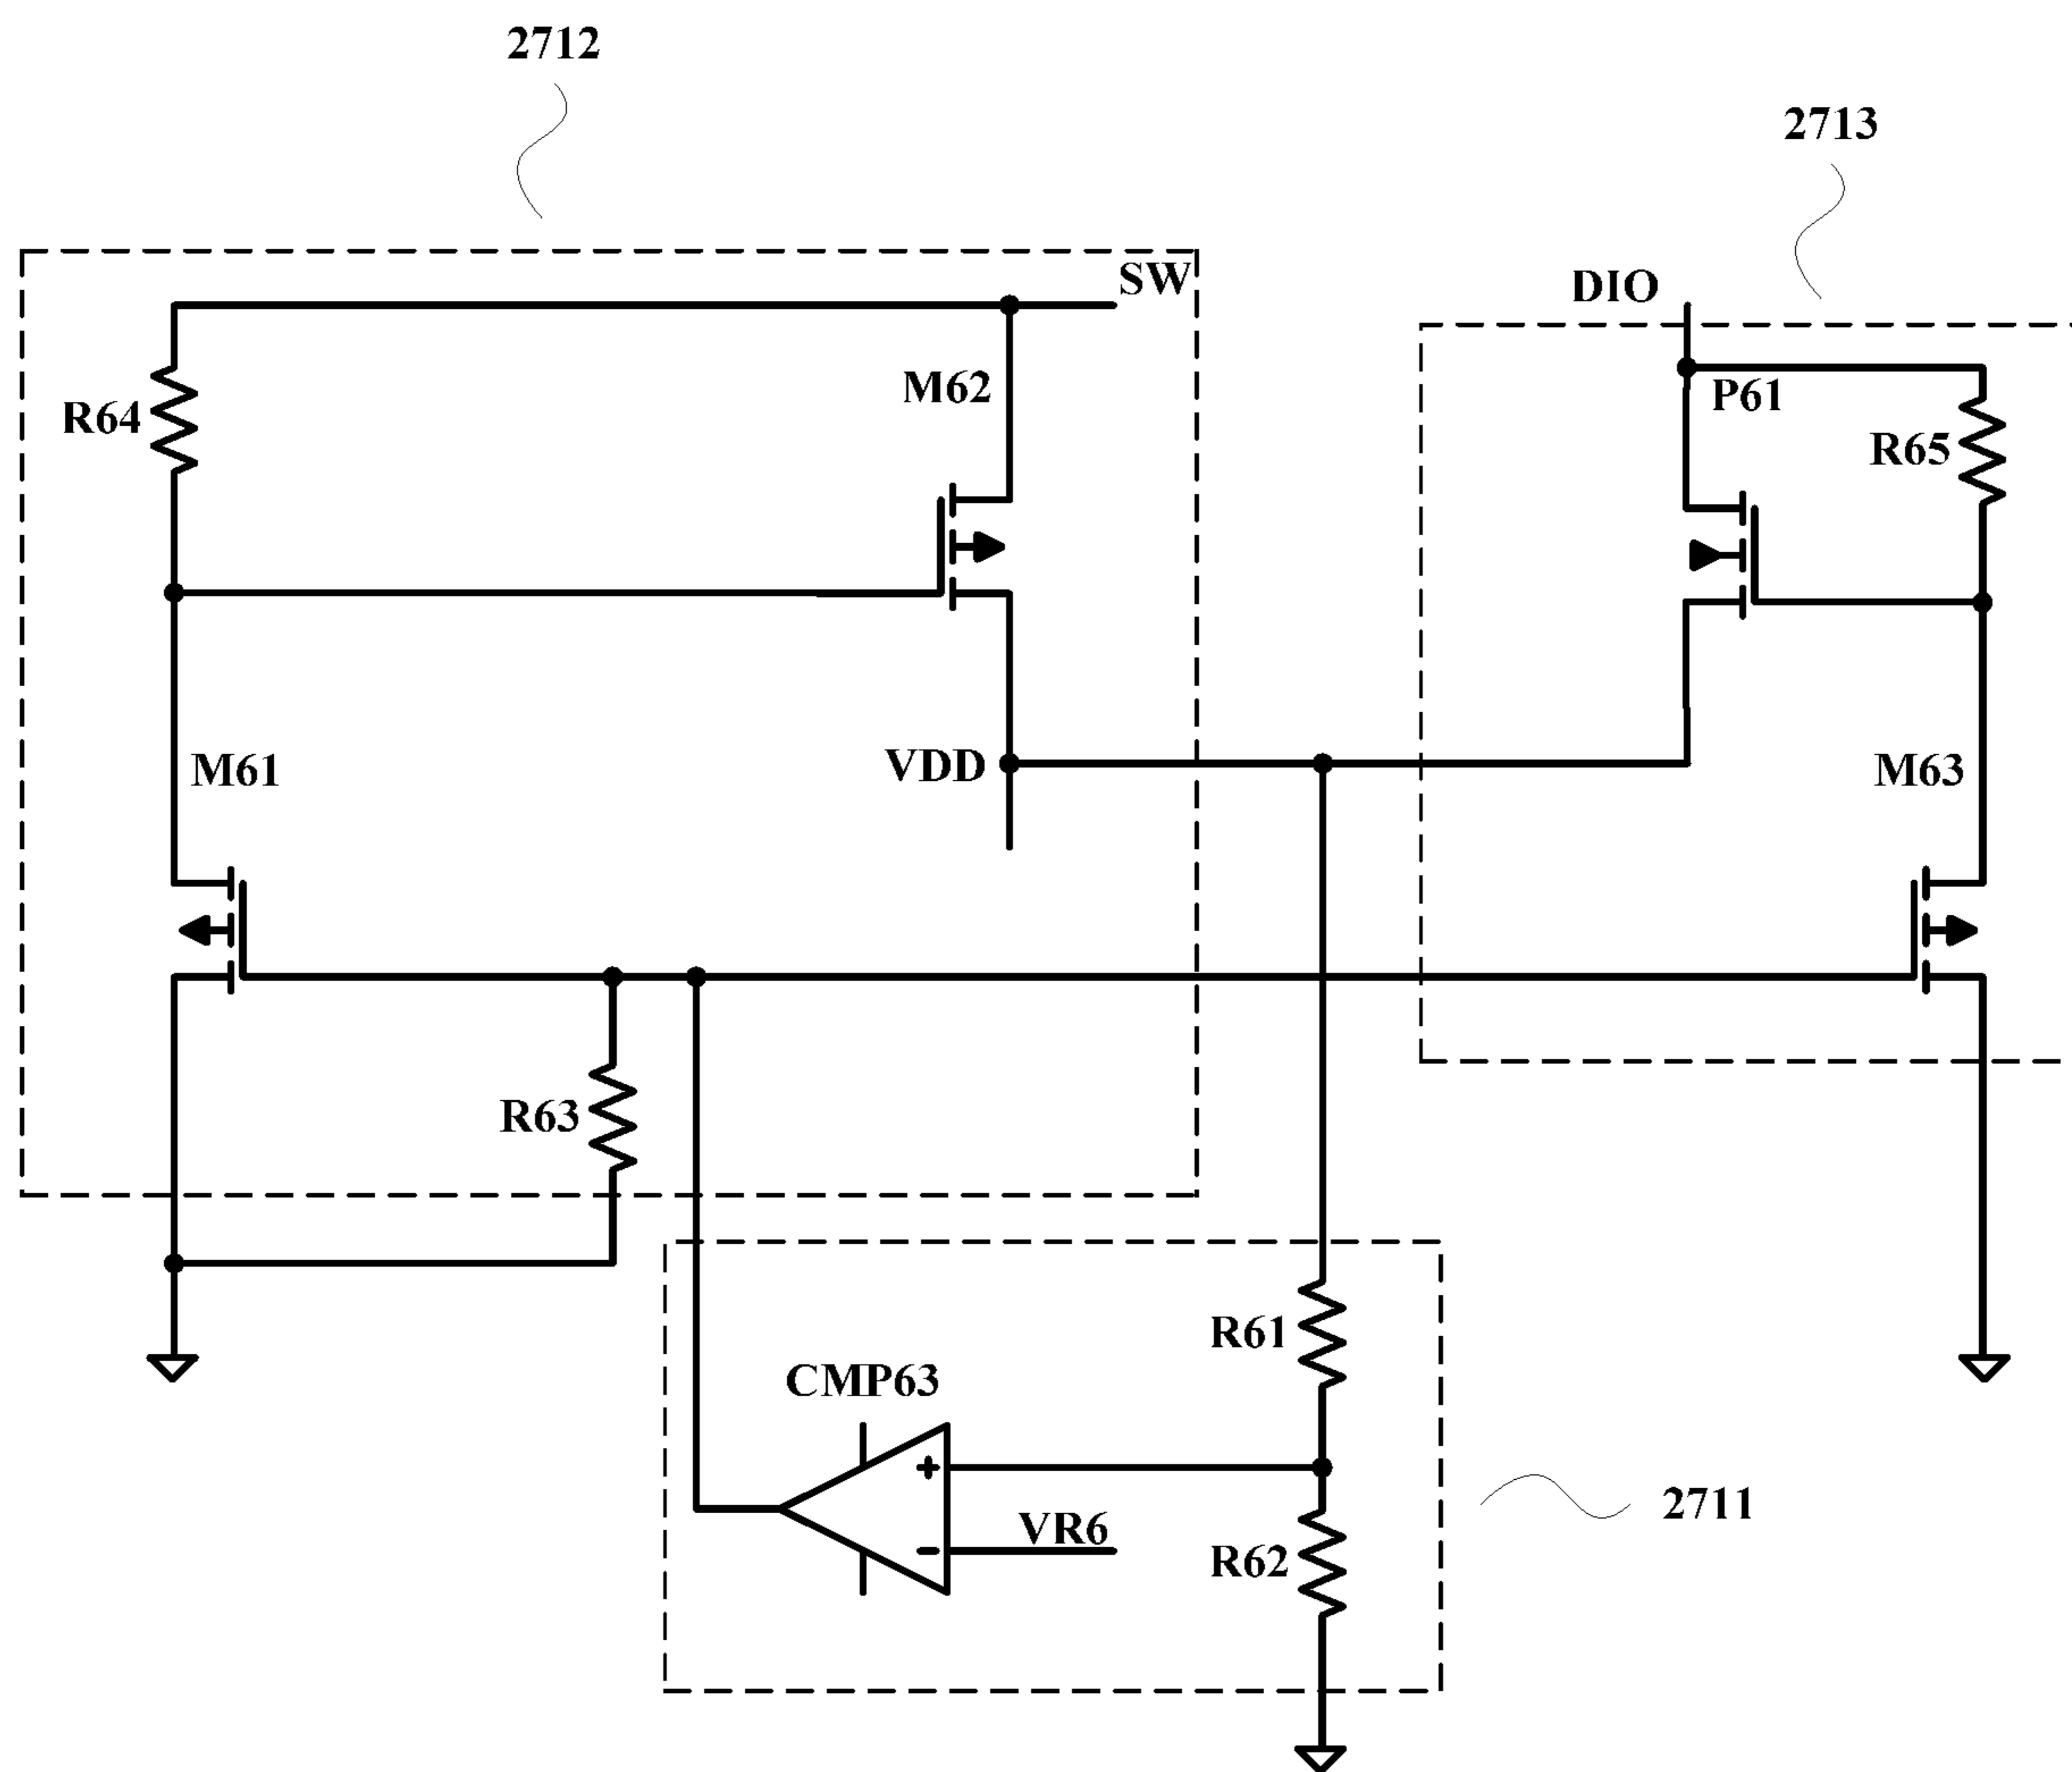 2712
2713
SW
DIO
M62
P61
R64
R65
VDD
M61
M63
R63
R61
CMP63
+
VR6
-
R62
2711